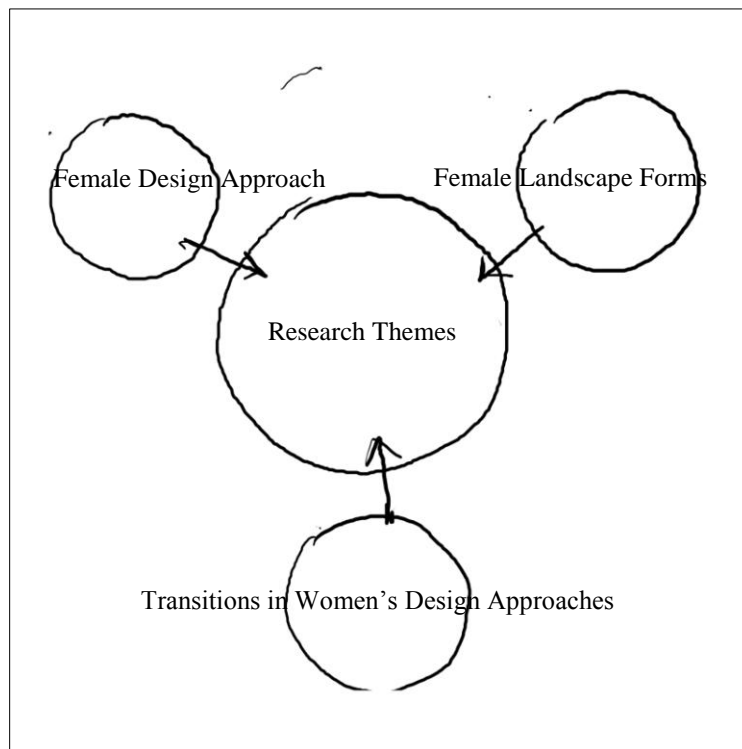 Female Design Approach
Female Landscape Forms
Research Themes
Transitions in Women’s Design Approaches